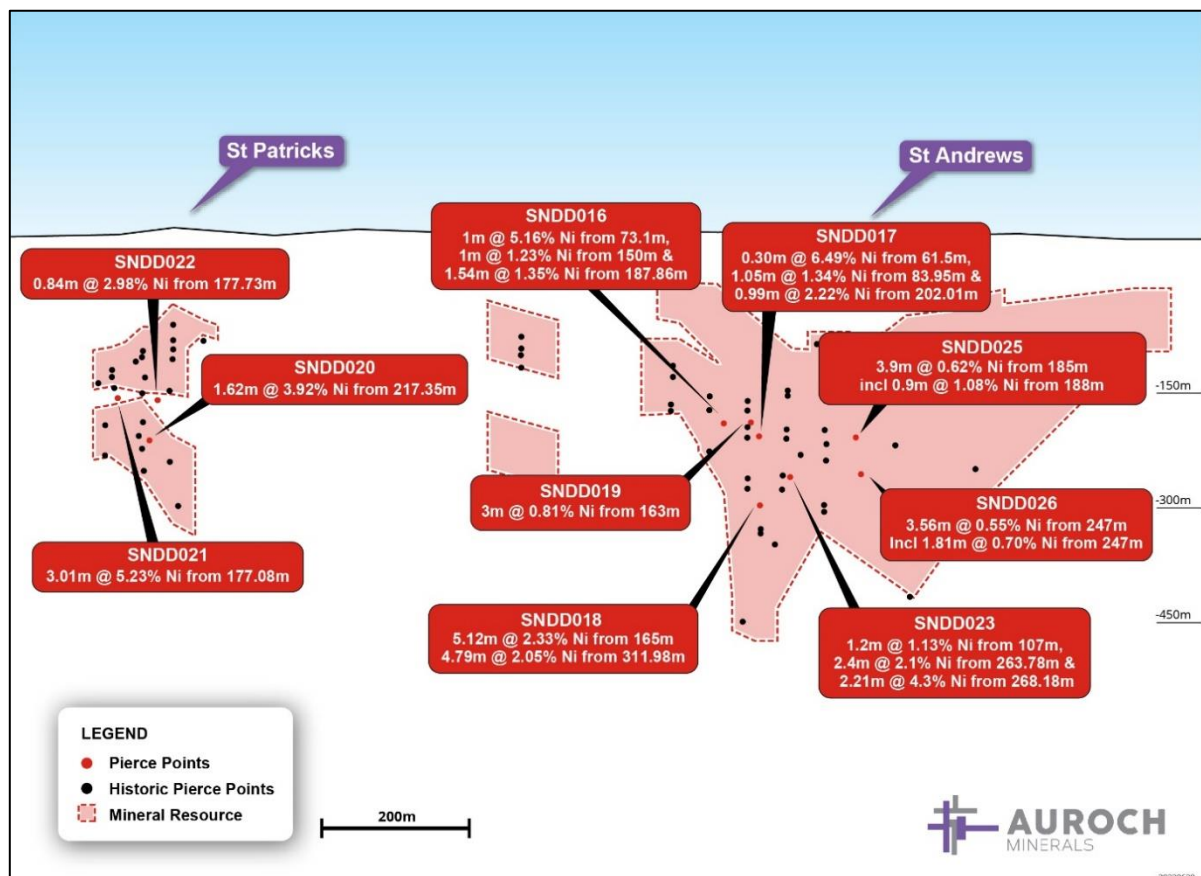 St Patricks
St Andrews
SNDD016
1m @ 5.16% Ni from 73.1m,
1m @ 1.23% Ni from 150m &
1.54m @ 1.35% Ni from 187.86m
SNDD017
0.30m @ 6.49% Ni from 61.5m,
1.05m @ 1.34% Ni from 83.95m &
0.99m @ 2.22% Ni from 202.01m
SNDD022
0.84m @ 2.98% Ni from 177.73m
SNDD020
1.62m @ 3.92% Ni from 217.35m
SNDD025
3.9m @ 0.62% Ni from 185m
incl 0.9m @ 1.08% Ni from 188m
-150m
SNDD019
3m @ 0.81% Ni from 163m
SNDD026
3.56m @ 0.55% Ni from 247m
Incl 1.81m @ 0.70% Ni from 247m
-300m
SNDD021
3.01m @ 5.23% Ni from 177.08m
SNDD018
5.12m @ 2.33% Ni from 165m
4.79m @ 2.05% Ni from 311.98m
SNDD023
1.2m @ 1.13% Ni from 107m,
2.4m @ 2.1% Ni from 263.78m &
2.21m @ 4.3% Ni from 268.18m
-450m
LEGEND
Pierce Points
Historic Pierce Points
Mineral Resource
200m
AUROCH
MINERALS